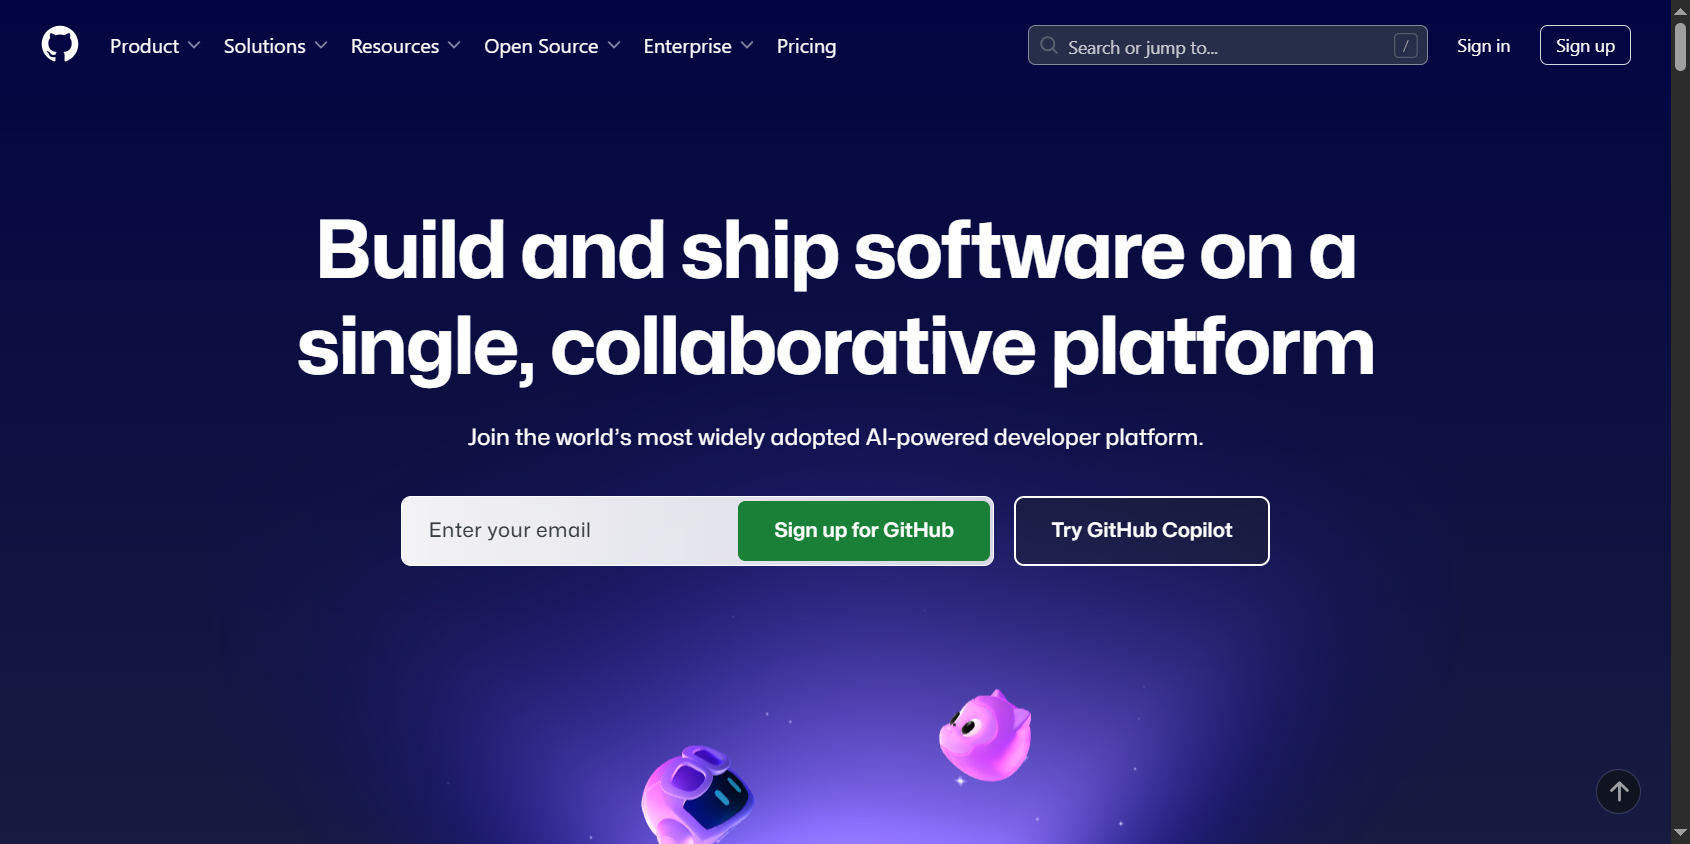 Product Solutions Resources Open Source Enterprise Pricing Search or jump to... / Sign in Sign up
Build and ship software on a
single, collaborative platform
Join the world’s most widely adopted AI-powered developer platform.
Enter your email Sign up for GitHub Try GitHub Copilot